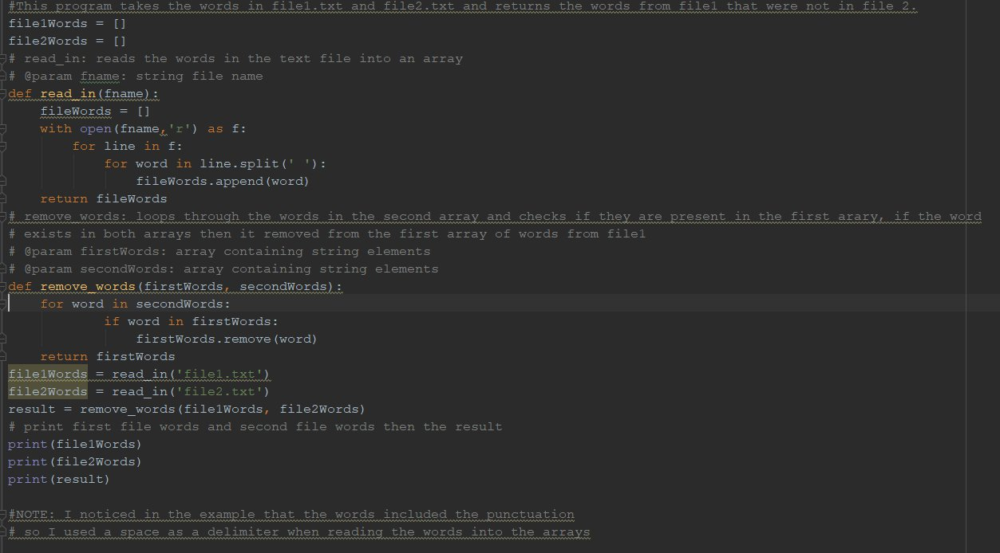 #This program takes the words in file1.txt and file2.txt and returns the words from file1 that were not in file 2.
file1Words = []
file2Words = []
# read_in: reads the words in the text file into an array
# @param fname: string file name
def read_in(fname):
    fileWords = []
    with open(fname,'r') as f:
        for line in f:
            for word in line.split(' '):
                fileWords.append(word)
    return fileWords
# remove_words: loops through the words in the second array and checks if they are present in the first arary, if the word
# exists in both arrays then it removed from the first array of words from file1
# @param firstWords: array containing string elements
# @param secondWords: array containing string elements
def remove_words(firstWords, secondWords):
    for word in secondWords:
            if word in firstWords:
                firstWords.remove(word)
    return firstWords
file1Words = read_in('file1.txt')
file2Words = read_in('file2.txt')
result = remove_words(file1Words, file2Words)
# print first file words and second file words then the result
print(file1Words)
print(file2Words)
print(result)
#NOTE: I noticed in the example that the words included the punctuation
# so I used a space as a delimiter when reading the words into the arrays